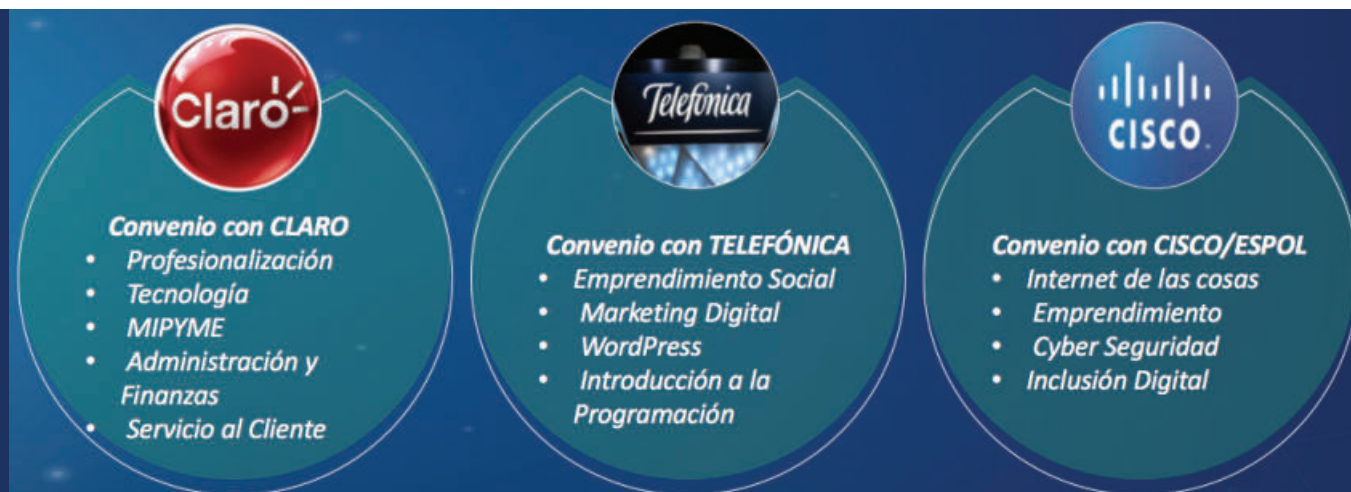 Claro
Convenio con CLARO
• Profesionalización
• Tecnología
• MIPYME
• Administración y
Finanzas
• Servicio al Cliente
Telefónica
Convenio con TELEFÓNICA
• Emprendimiento Social
• Marketing Digital
• WordPress
• Introducción a la
Programación
CISCO
Convenio con CISCO/ESPOL
• Internet de las cosas
• Emprendimiento
• Cyber Seguridad
• Inclusión Digital